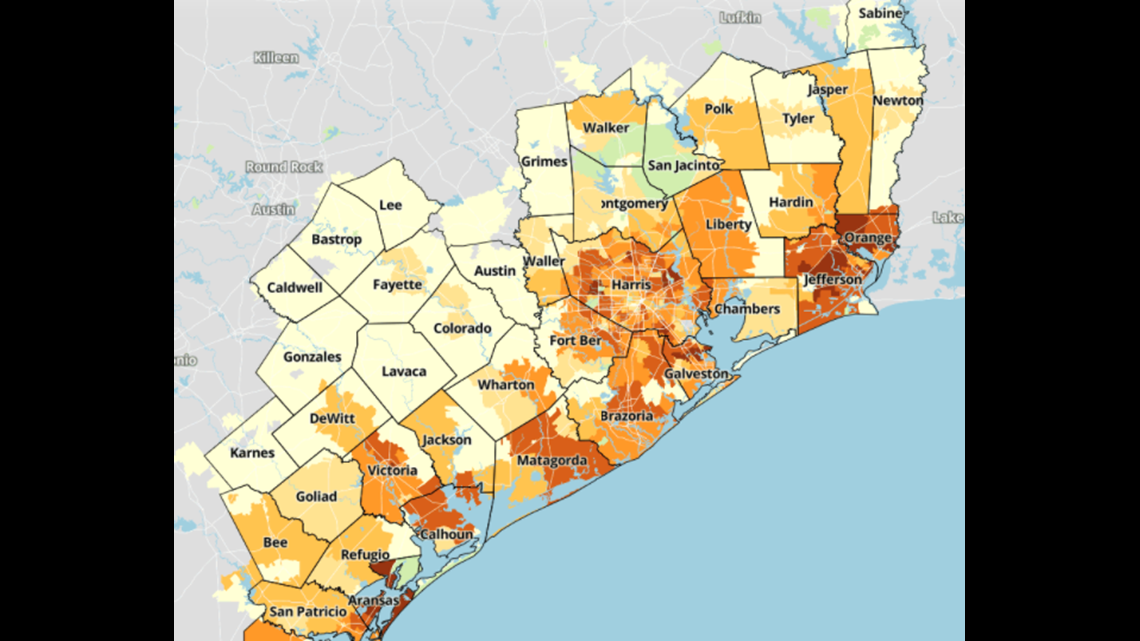 Sabine
Lufkin
Killeen
Jasper
Newton
Polk
Tyler
Walker
Grimes
San Jacinto
Round Rock
Hardin
ontgomery
Lee
Austin
Lake
Liberty
Orange
Bastrop
Waller
Austin
Jefferson
Harris
Caldwell
Fayette
Chambers
Colorado
Fort Ber
Gonzales
nio
Lavaca
Galveston
Wharton
Brazoria
DeWitt
Jackson
Karnes
Matagorda
Victoria
Goliad
Calhoun
Bee
Refugio
Aransas
San Patricio